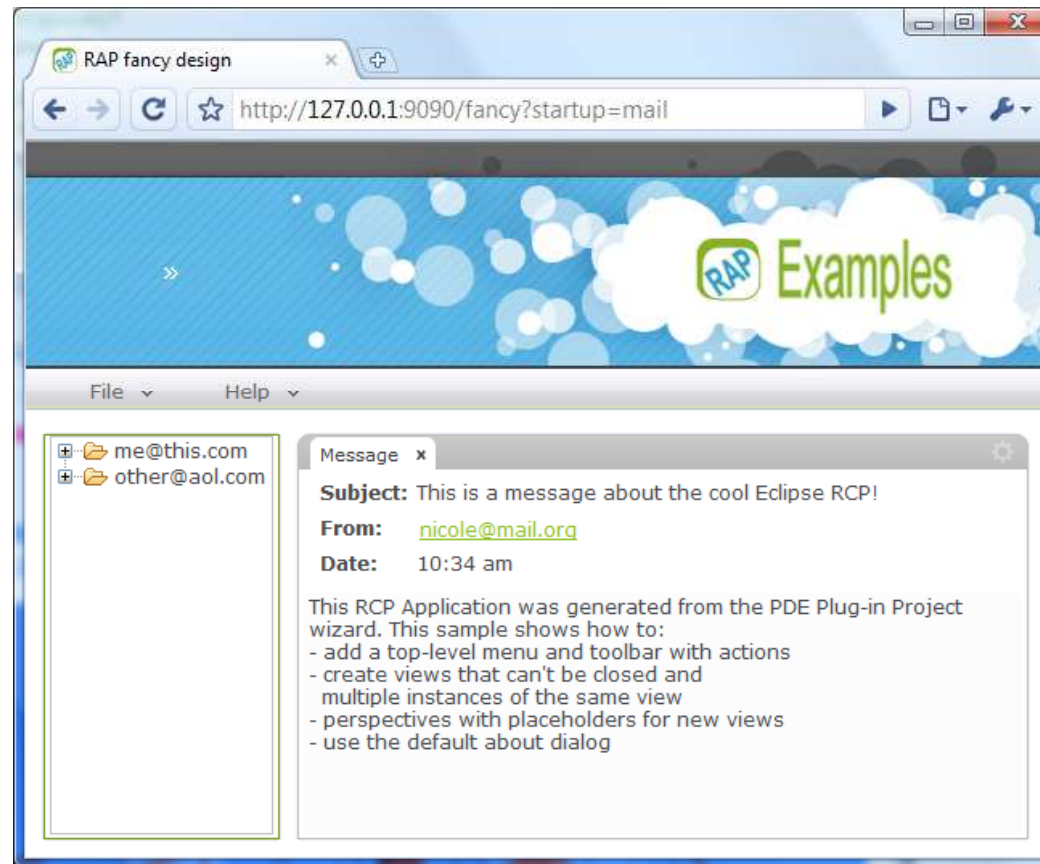 RAP fancy design
http://127.0.0.1:9090/fancy?startup=mail
»
RAP Examples
File Help
me@this.com
other@aol.com
Message x
Subject: This is a message about the cool Eclipse RCP!
From: nicole@mail.org
Date: 10:34 am
This RCP Application was generated from the PDE Plug-in Project
wizard. This sample shows how to:
- add a top-level menu and toolbar with actions
- create views that can't be closed and
multiple instances of the same view
- perspectives with placeholders for new views
- use the default about dialog